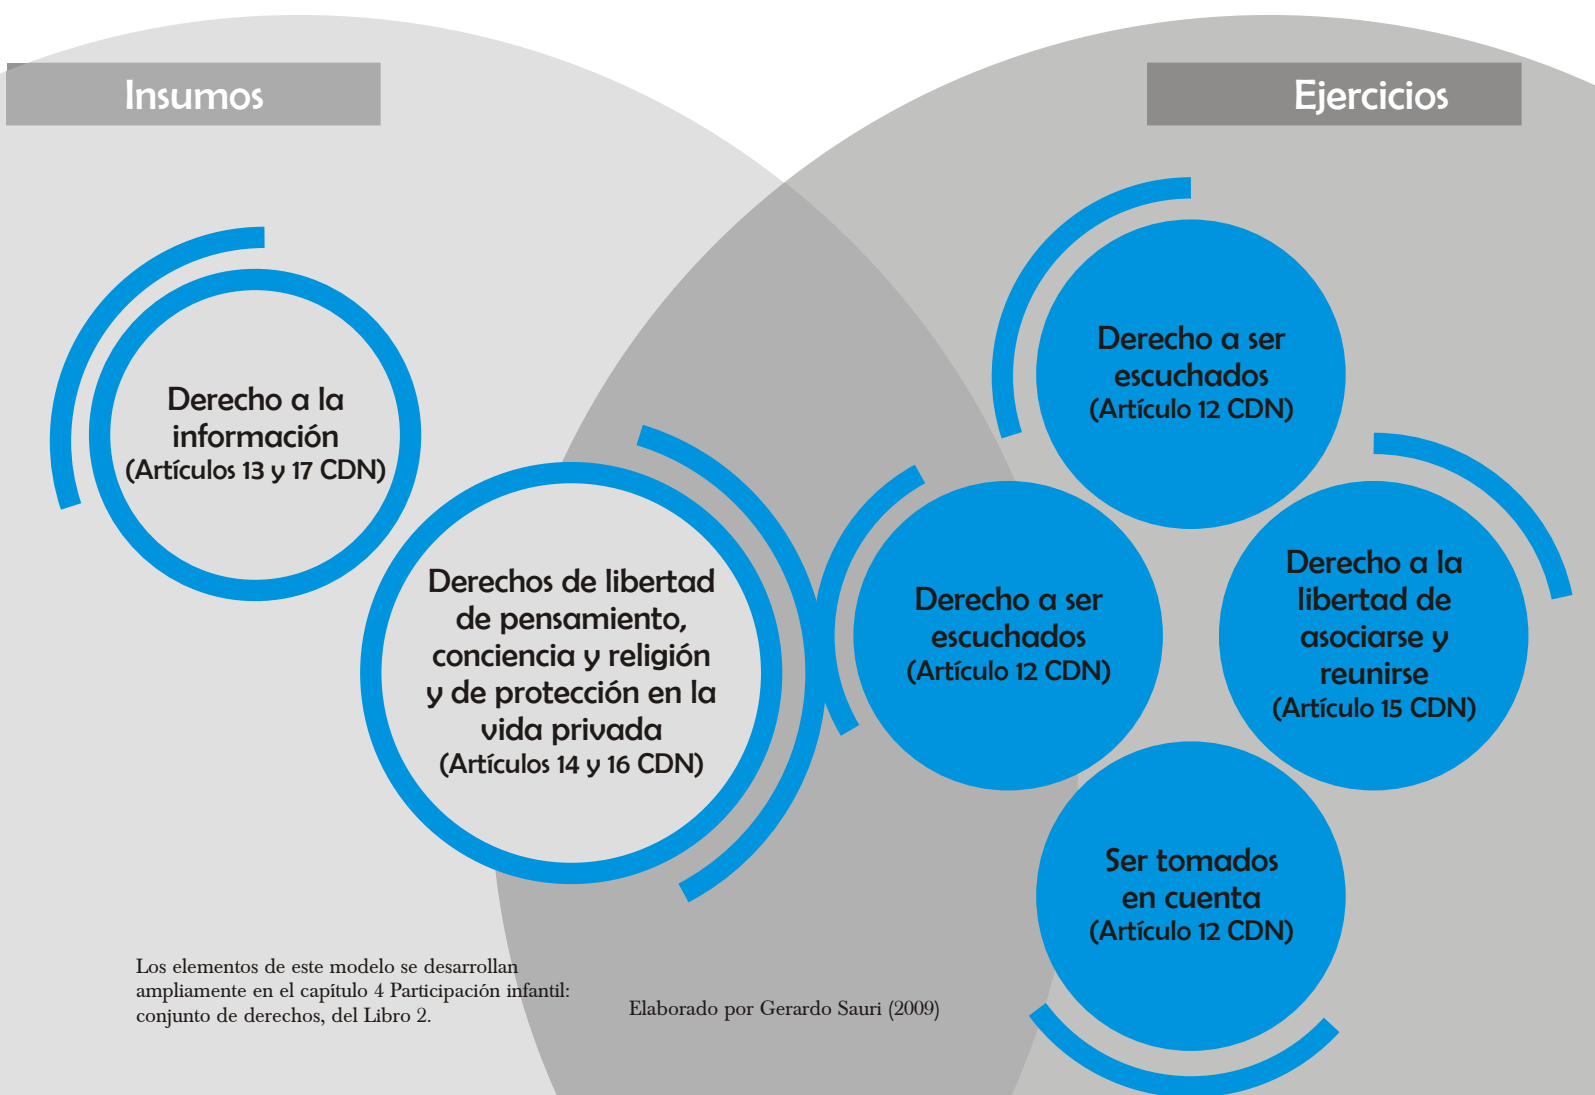 Insumos
Ejercicios
Derecho a la
información
(Artículos 13 y 17 CDN)
Derechos de libertad
de pensamiento,
conciencia y religión
y de protección en la
vida privada
(Artículos 14 y 16 CDN)
Derecho a ser
escuchados
(Artículo 12 CDN)
Derecho a ser
escuchados
(Artículo 12 CDN)
Derecho a la
libertad de
asociarse y
reunirse
(Artículo 15 CDN)
Ser tomados
en cuenta
(Artículo 12 CDN)
Los elementos de este modelo se desarrollan
ampliamente en el capítulo 4 Participación infantil:
conjunto de derechos, del Libro 2.
Elaborado por Gerardo Sauri (2009)